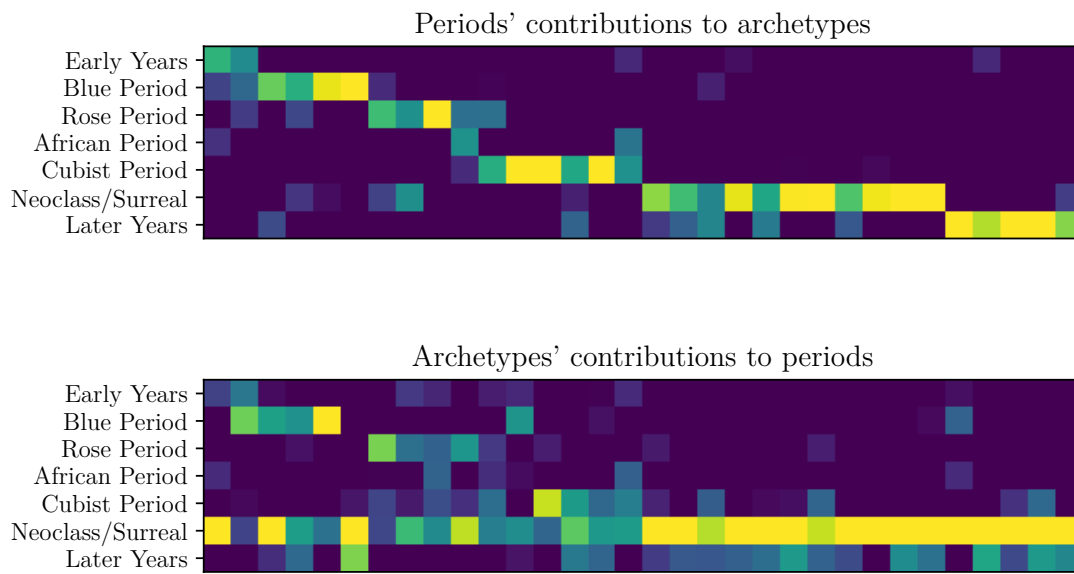 Periods’ contributions to archetypes
Early Years
Blue Period
Rose Period
African Period
Cubist Period
Neoclass/Surreal
Later Years
Archetypes’ contributions to periods
Early Years
Blue Period
Rose Period
African Period
Cubist Period
Neoclass/Surreal
Later Years